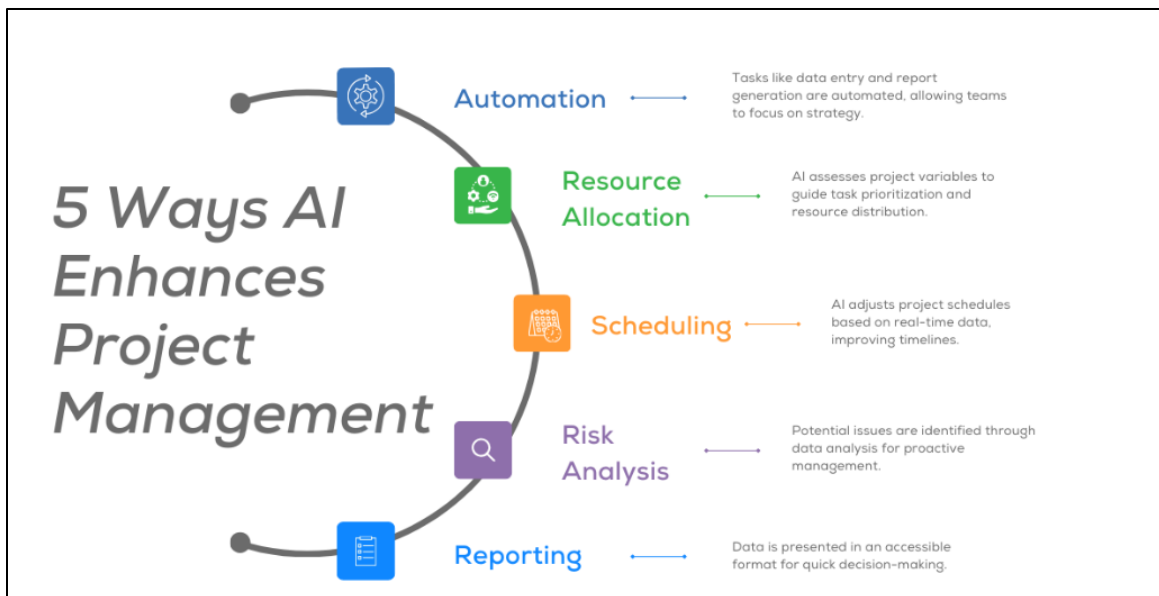 5 Ways AI
Enhances
Project
Management
Automation
Tasks like data entry and report
generation are automated, allowing teams
to focus on strategy.
Resource
Allocation
AI assesses project variables to
guide task prioritization and
resource distribution.
Scheduling
AI adjusts project schedules
based on real-time data,
improving timelines.
Risk
Analysis
Potential issues are identified through
data analysis for proactive
management.
Reporting
Data is presented in an accessible
format for quick decision-making.